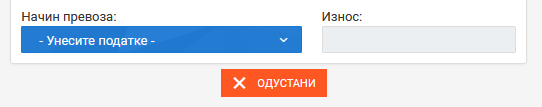 Начин превоза: Износ:
- Унесите податке -
ОДУСТАНИ